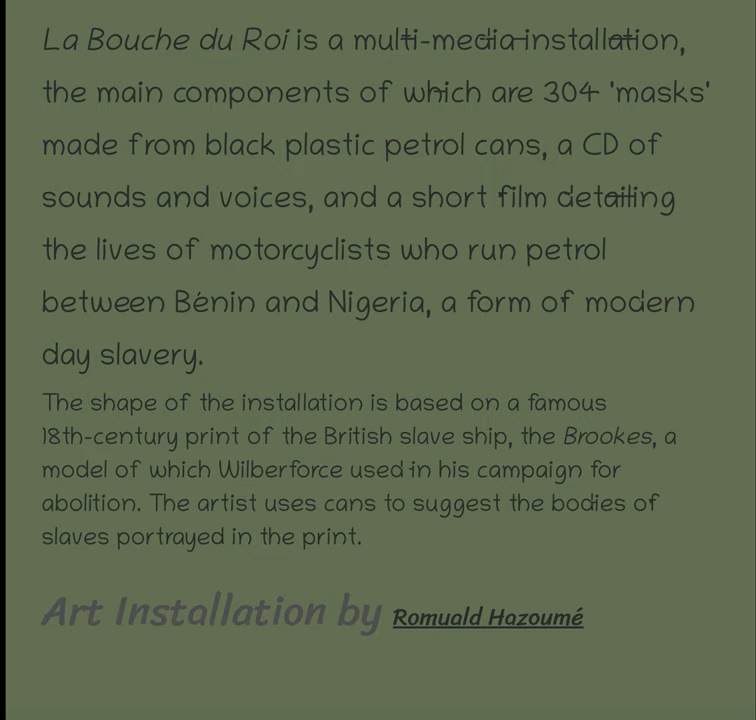 La Bouche du Roi is a multi-media installation,
the main components of which are 304 'masks'
made from black plastic petrol cans, a CD of
sounds and voices, and a short film detailing
the lives of motorcyclists who run petrol
between Bénin and Nigeria, a form of modern
day slavery.
The shape of the installation is based on a famous
18th-century print of the British slave ship, the Brookes, a
model of which Wilberforce used in his campaign for
abolition. The artist uses cans to suggest the bodies of
slaves portrayed in the print.
Art Installation by Romuald Hazoumé